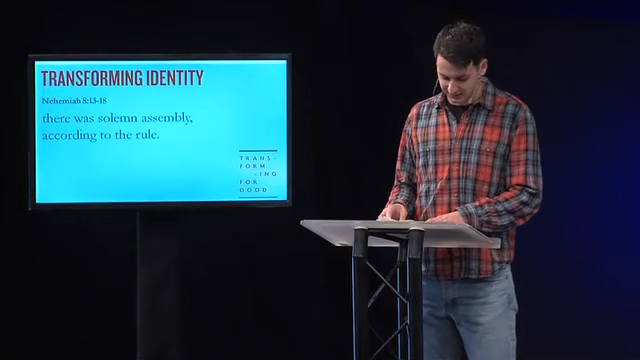 TRANSFORMING IDENTITY
Nehemiah 8:13-18
there was solemn assembly,
according to the rule.
TRANS-
FORM
-ING
FOR
GOOD